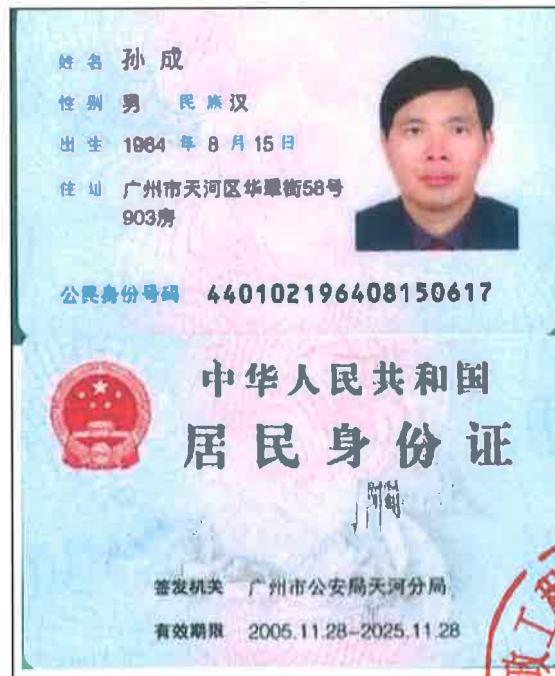 姓名 孙成
性别 男 民族 汉
出生 1964 年 8 月 15 日
住址 广州市天河区华翠街58号
903房
公民身份号码 440102196408150617
中华人民共和国
居民身份证
签发机关 广州市公安局天河分局
有效期限 2005.11.28-2025.11.28